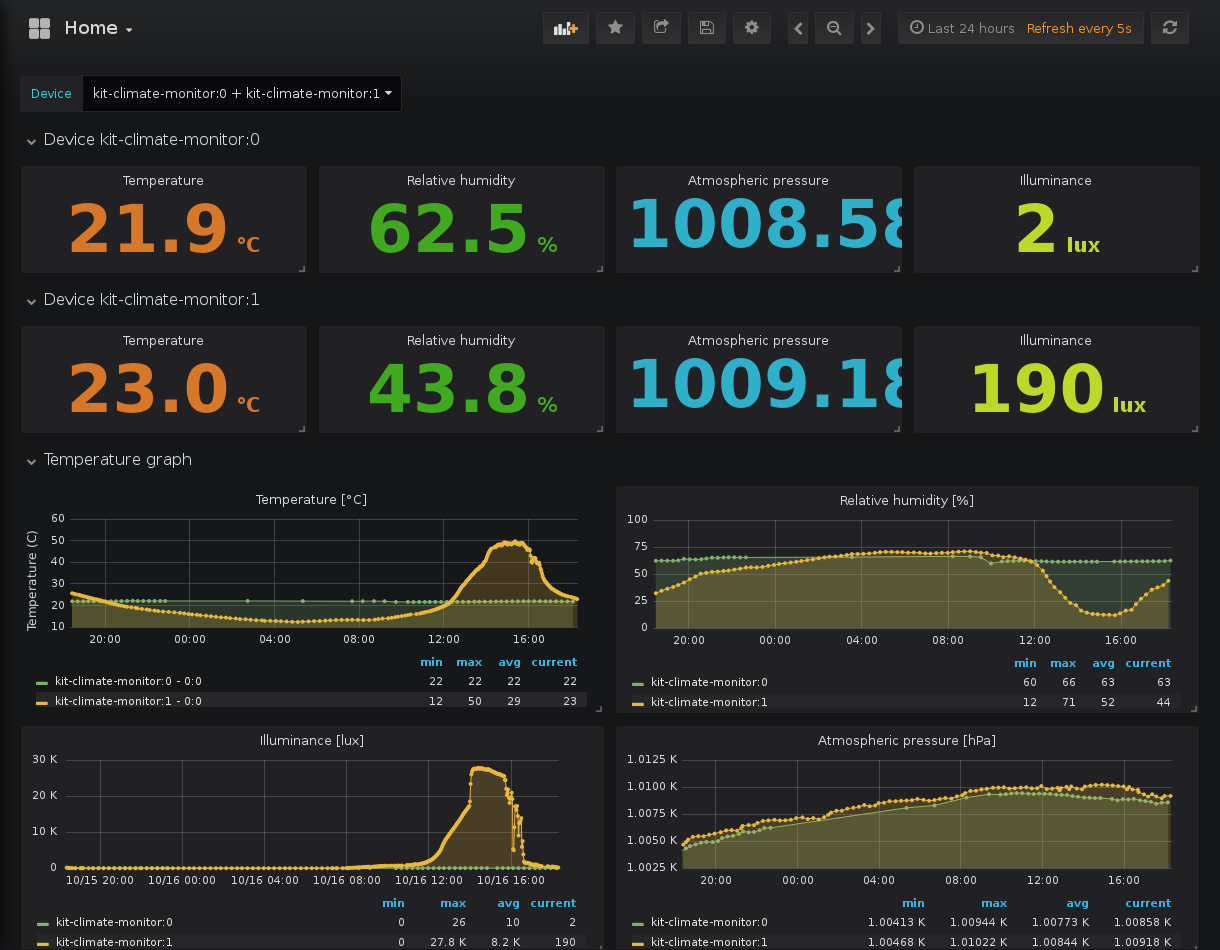 Home
Last 24 hours Refresh every 5s
Device kit-climate-monitor:0 + kit-climate-monitor:1
Device kit-climate-monitor:0
Temperature Relative humidity Atmospheric pressure Illuminance
21.9 °C 62.5 % 1008.58 2 lux
Device kit-climate-monitor:1
Temperature Relative humidity Atmospheric pressure Illuminance
23.0 °C 43.8 % 1009.18 190 lux
Temperature graph
Temperature [°C]
Temperature (C)
60
50
40
30
20
10
20:00 00:00 04:00 08:00 12:00 16:00
min max avg current
kit-climate-monitor:0 - 0:0 22 22 22 22
kit-climate-monitor:1 - 0:0 12 50 29 23
Relative humidity [%]
100
75
50
25
0
20:00 00:00 04:00 08:00 12:00 16:00
min max avg current
kit-climate-monitor:0 60 66 63 63
kit-climate-monitor:1 12 71 52 44
Illuminance [lux]
30 K
20 K
10 K
0
10/15 20:00 10/16 00:00 10/16 04:00 10/16 08:00 10/16 12:00 10/16 16:00
min max avg current
kit-climate-monitor:0 0 26 10 2
kit-climate-monitor:1 0 27.8 K 8.2 K 190
Atmospheric pressure [hPa]
1.0125 K
1.0100 K
1.0075 K
1.0050 K
1.0025 K
20:00 00:00 04:00 08:00 12:00 16:00
min max avg current
kit-climate-monitor:0 1.00413 K 1.00944 K 1.00773 K 1.00858 K
kit-climate-monitor:1 1.00468 K 1.01022 K 1.00844 K 1.00918 K